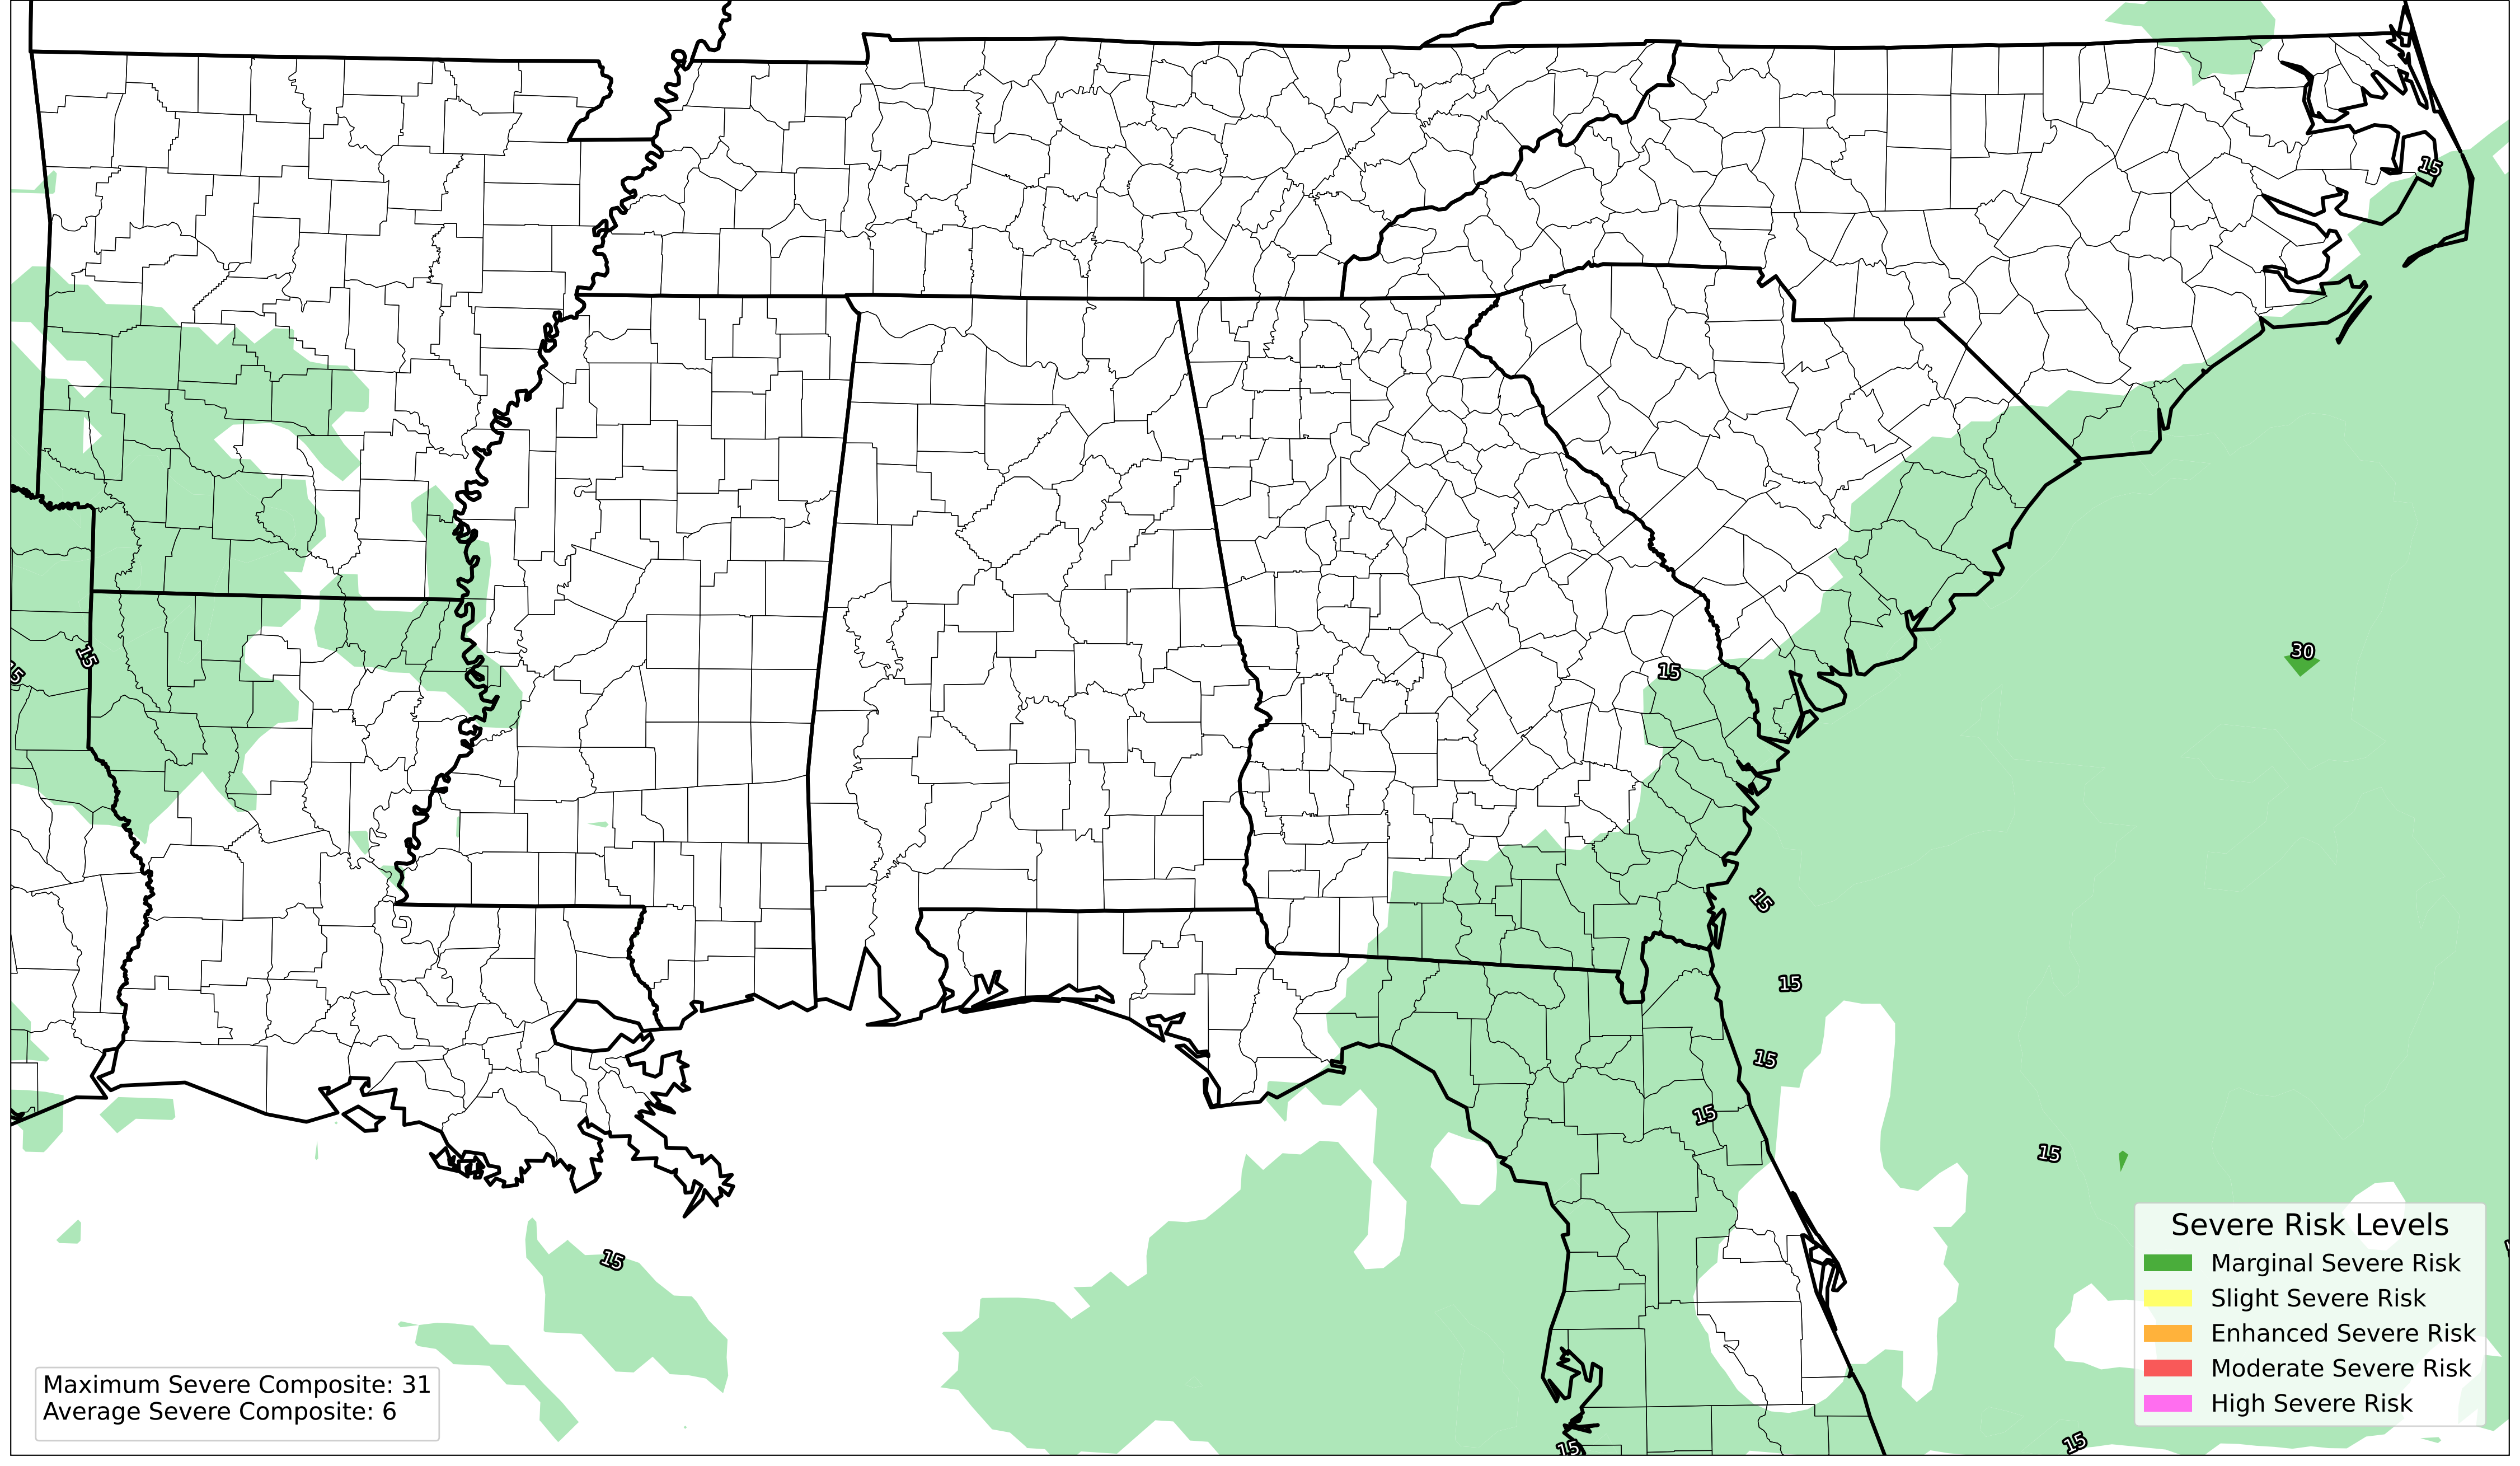 15
15
15
30
15
15
15
15
15
15
15
Severe Risk Levels
Marginal Severe Risk
Slight Severe Risk
Enhanced Severe Risk
Moderate Severe Risk
High Severe Risk
Maximum Severe Composite: 31
Average Severe Composite: 6
15
15